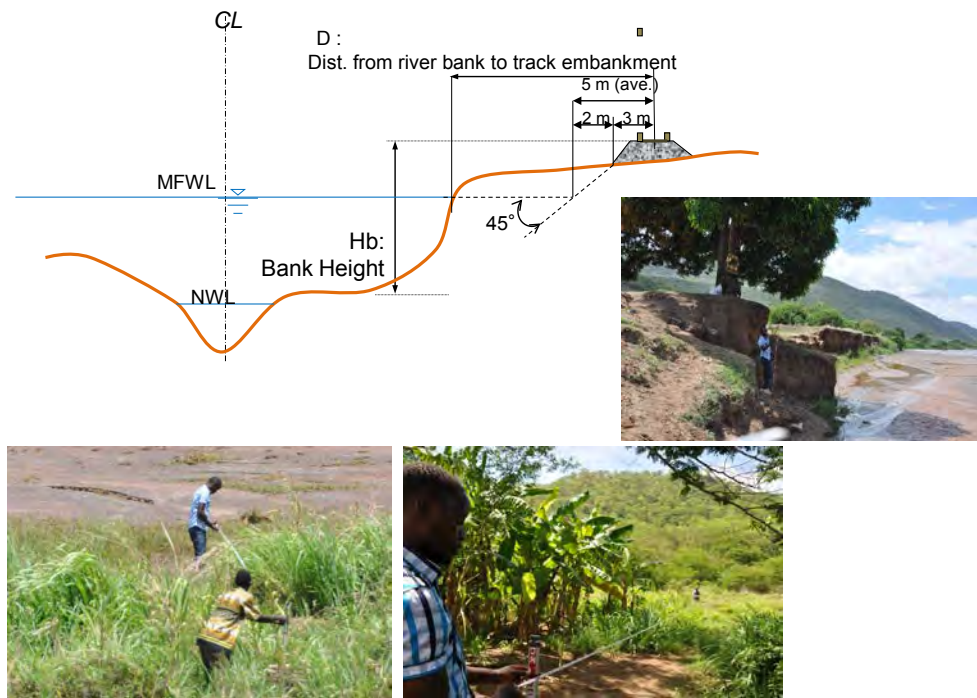 CL
D :
Dist. from river bank to track embankment
5 m (ave.)
2 m 3 m
MFWL
45°
Hb:
Bank Height
NWL